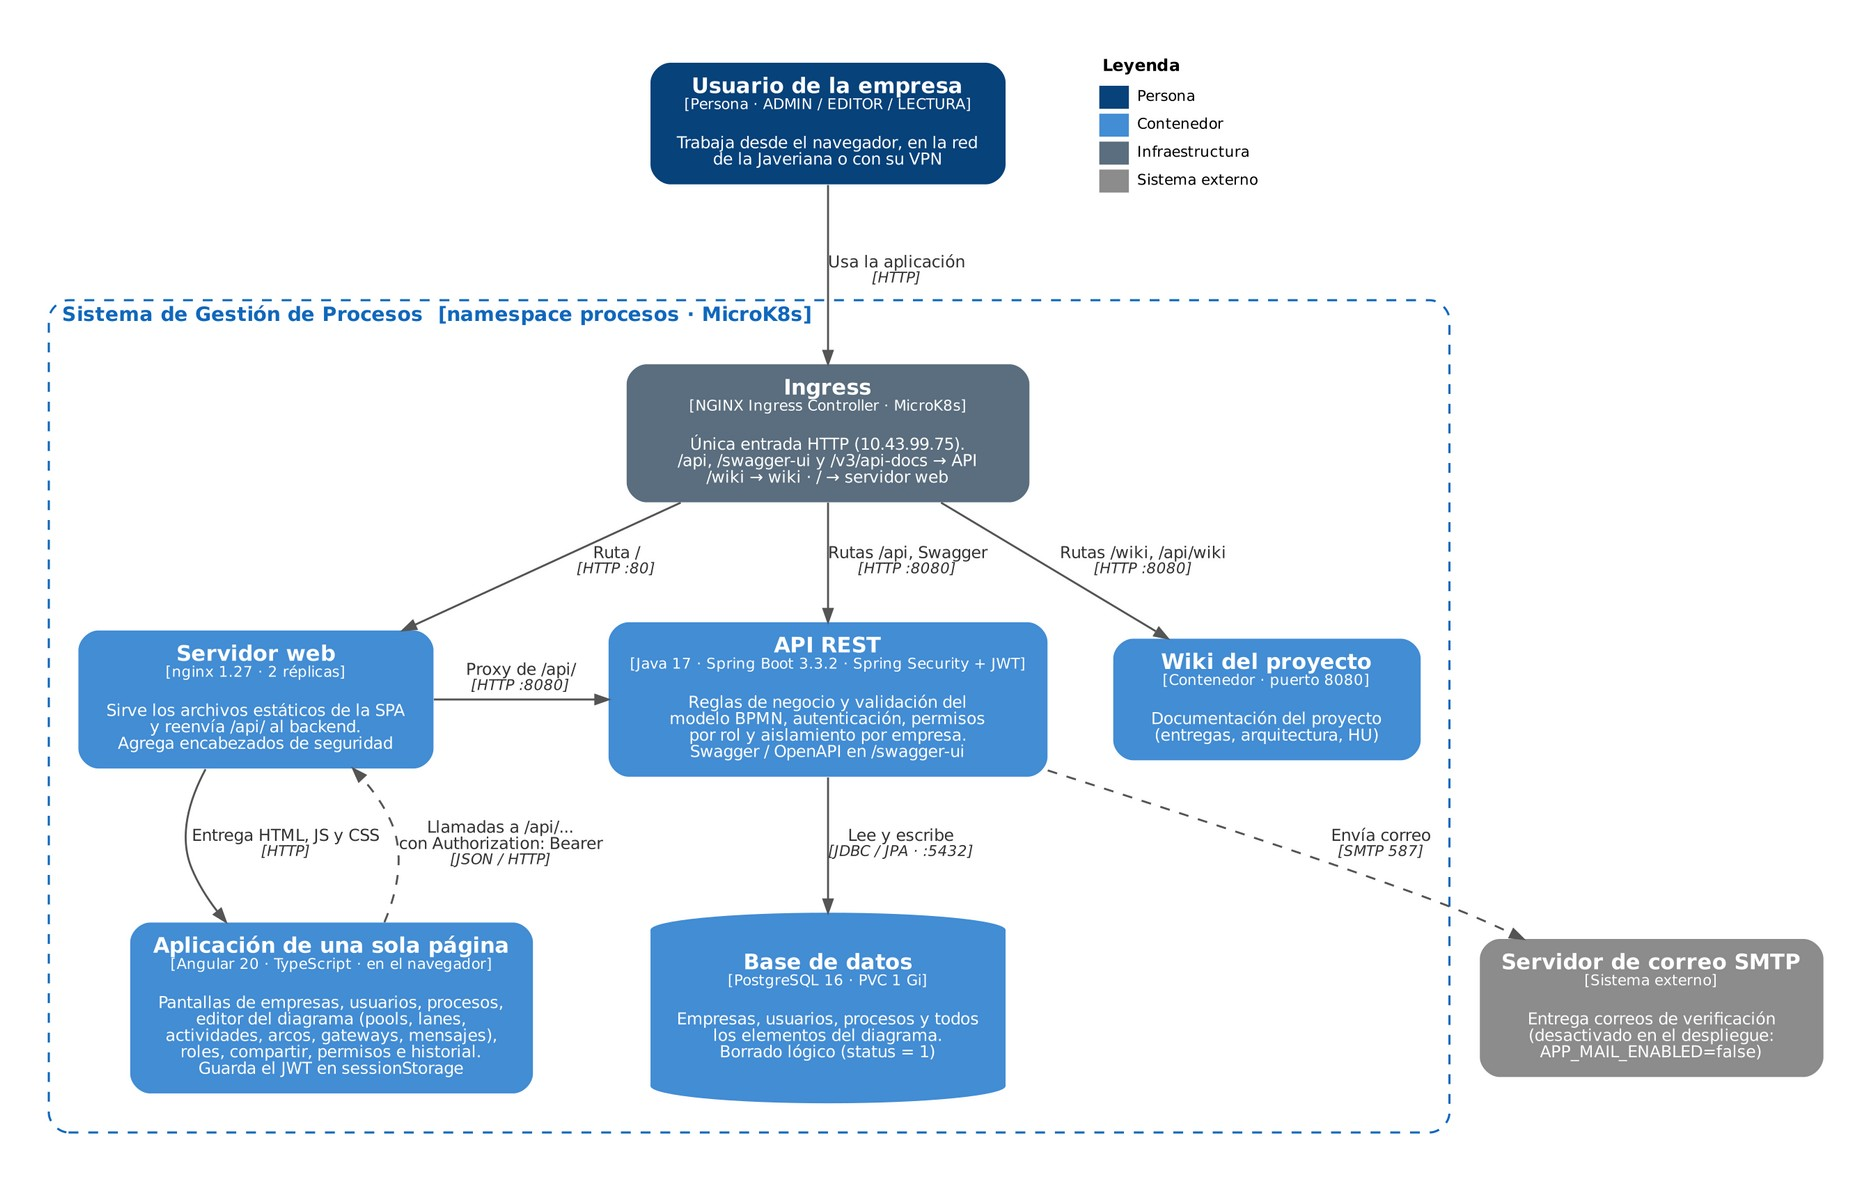 Usuario de la empresa
[Persona · ADMIN / EDITOR / LECTURA]
Trabaja desde el navegador, en la red
de la Javeriana o con su VPN
Leyenda
Persona
Contenedor
Infraestructura
Sistema externo
Usa la aplicación
[HTTP]
Sistema de Gestión de Procesos [namespace procesos · MicroK8s]
Ingress
[NGINX Ingress Controller · MicroK8s]
Única entrada HTTP (10.43.99.75).
/api, /swagger-ui y /v3/api-docs → API
/wiki → wiki · / → servidor web
Ruta /
[HTTP :80]
Rutas /api, Swagger
[HTTP :8080]
Rutas /wiki, /api/wiki
[HTTP :8080]
Servidor web
[nginx 1.27 · 2 réplicas]
Sirve los archivos estáticos de la SPA
y reenvía /api/ al backend.
Agrega encabezados de seguridad
Proxy de /api/
[HTTP :8080]
API REST
[Java 17 · Spring Boot 3.3.2 · Spring Security + JWT]
Reglas de negocio y validación del
modelo BPMN, autenticación, permisos
por rol y aislamiento por empresa.
Swagger / OpenAPI en /swagger-ui
Wiki del proyecto
[Contenedor · puerto 8080]
Documentación del proyecto
(entregas, arquitectura, HU)
Entrega HTML, JS y CSS
[HTTP]
Llamadas a /api/...
con Authorization: Bearer
[JSON / HTTP]
Lee y escribe
[JDBC / JPA · :5432]
Envía correo
[SMTP 587]
Aplicación de una sola página
[Angular 20 · TypeScript · en el navegador]
Pantallas de empresas, usuarios, procesos,
editor del diagrama (pools, lanes,
actividades, arcos, gateways, mensajes),
roles, compartir, permisos e historial.
Guarda el JWT en sessionStorage
Base de datos
[PostgreSQL 16 · PVC 1 Gi]
Empresas, usuarios, procesos y todos
los elementos del diagrama.
Borrado lógico (status = 1)
Servidor de correo SMTP
[Sistema externo]
Entrega correos de verificación
(desactivado en el despliegue:
APP_MAIL_ENABLED=false)